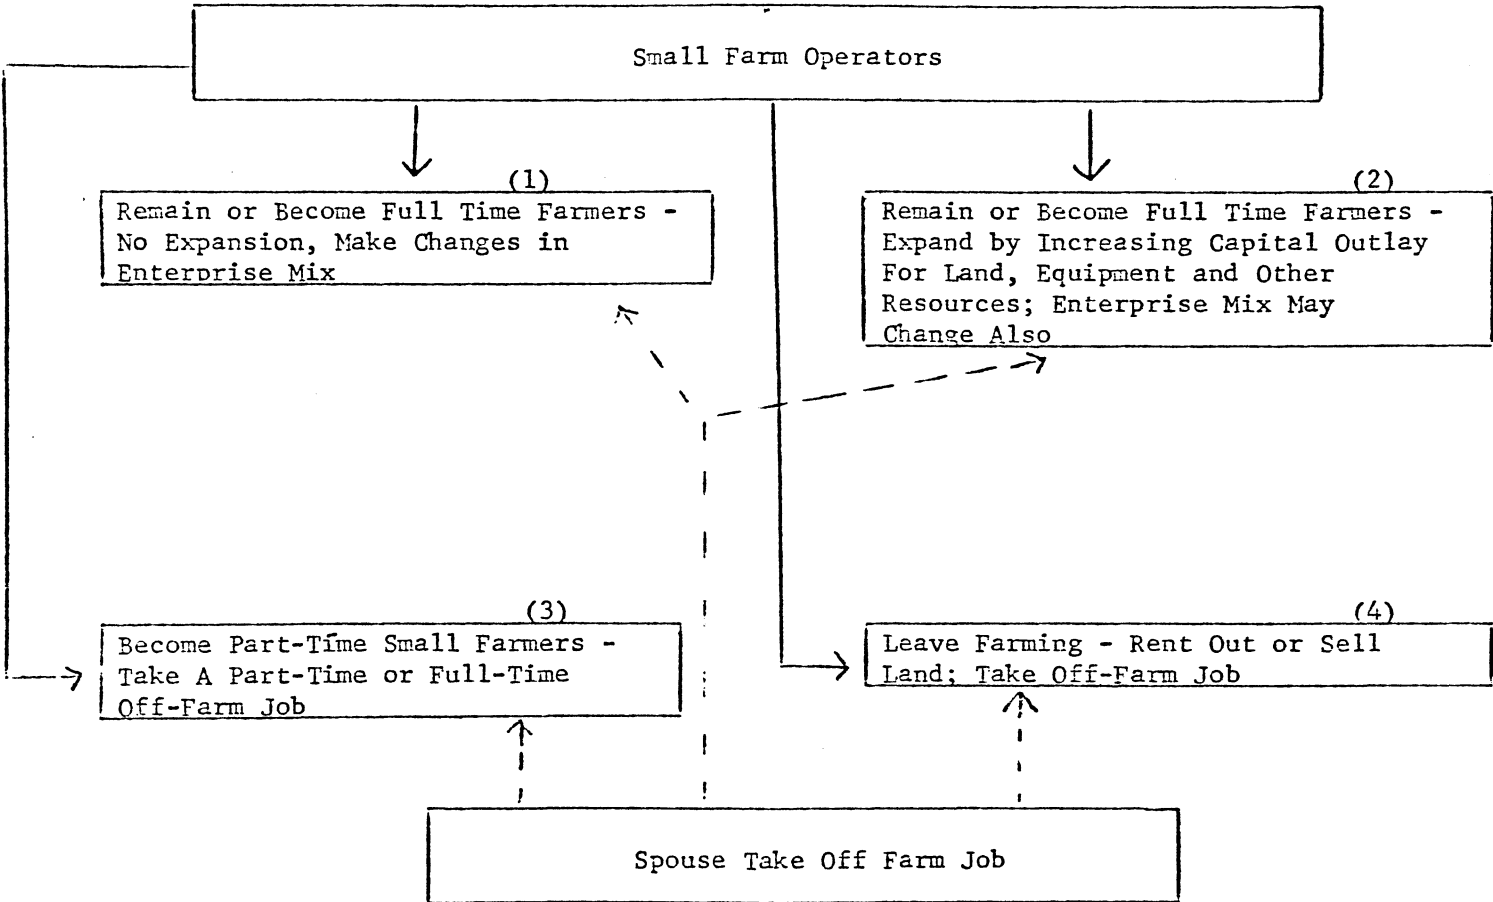 Small Farm Operators
(1)
Remain or Become Full Time Farmers -
No Expansion, Make Changes in
Enterprise Mix
(2)
Remain or Become Full Time Farmers -
Expand by Increasing Capital Outlay
For Land, Equipment and Other
Resources; Enterprise Mix May
Change Also
(3)
Become Part-Time Small Farmers -
Take A Part-Time or Full-Time
Off-Farm Job
(4)
Leave Farming - Rent Out or Sell
Land; Take Off-Farm Job
Spouse Take Off Farm Job